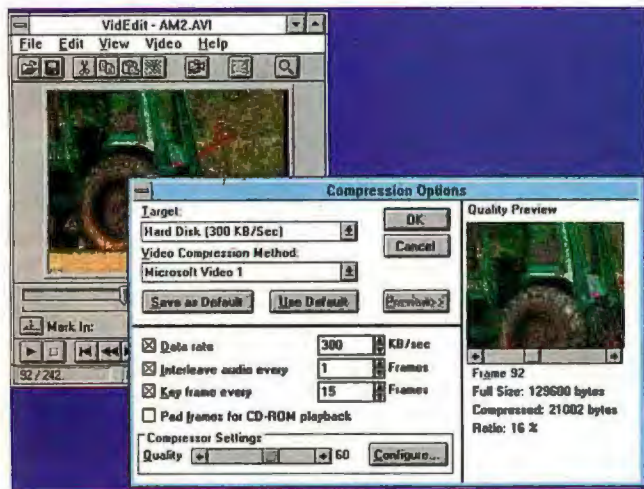 VidEdit - AM2.AVI
File Edit View Video Help
Mark In:
92 / 242
Compression Options
Target:
Hard Disk (300 KB/Sec)
Video Compression Method:
Microsoft Video 1
OK
Cancel
Save as Default
Use Default
Preview >
Data rate 300 KB/sec
Interleave audio every 1 Frames
Key frame every 15 Frames
Pad frames for CD-ROM playback
Compressor Settings
Quality 60 Configure...
Quality Preview
Frame 92
Full Size: 129600 bytes
Compressed: 21002 bytes
Ratio: 16 %